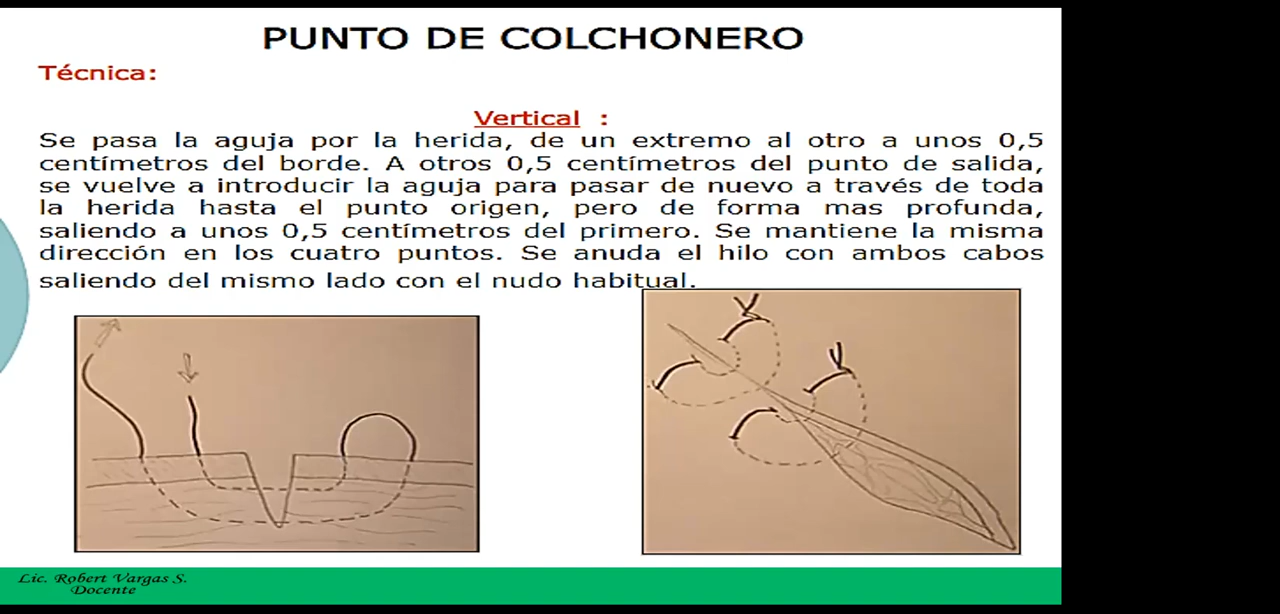 PUNTO DE COLCHONERO
Técnica:
Vertical :
Se pasa la aguja por la herida, de un extremo al otro a unos 0,5
centímetros del borde. A otros 0,5 centímetros del punto de salida,
se vuelve a introducir la aguja para pasar de nuevo a través de toda
la herida hasta el punto origen, pero de forma mas profunda,
saliendo a unos 0,5 centímetros del primero. Se mantiene la misma
dirección en los cuatro puntos. Se anuda el hilo con ambos cabos
saliendo del mismo lado con el nudo habitual.
Lic. Robert Vargas S.
Docente